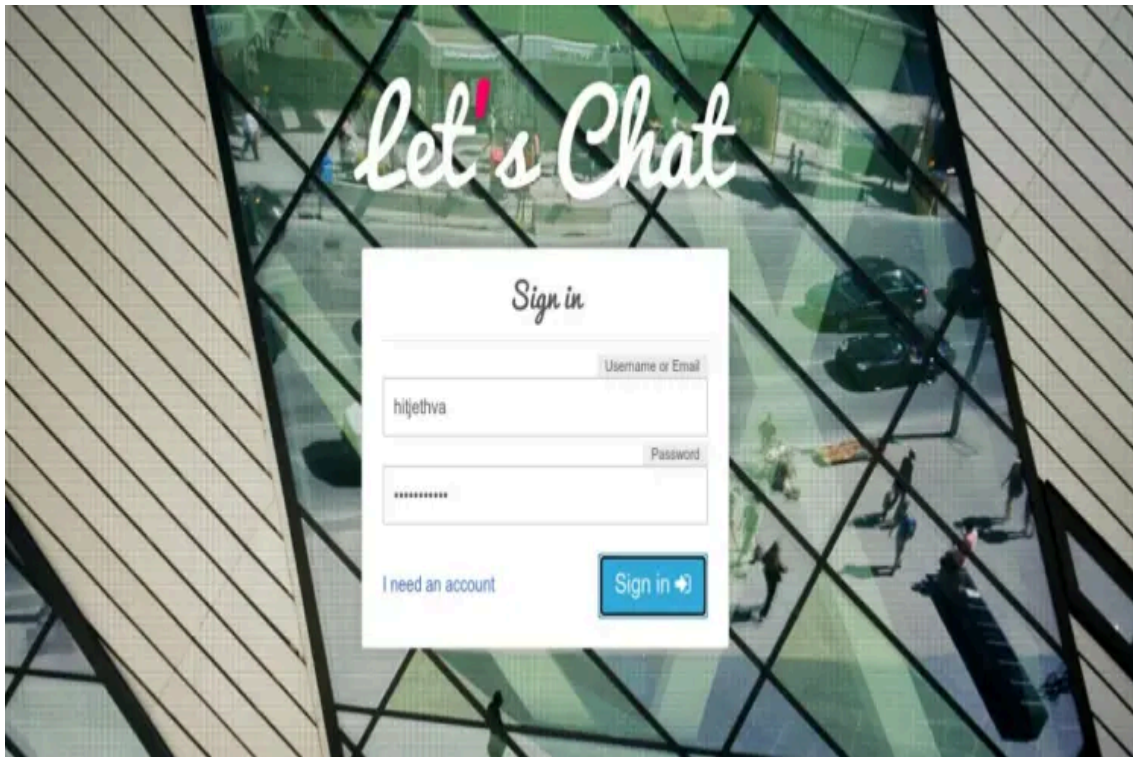 Let's Chat
Sign in
Username or Email
hitjethva
Password
•••••••••••
I need an account
Sign in